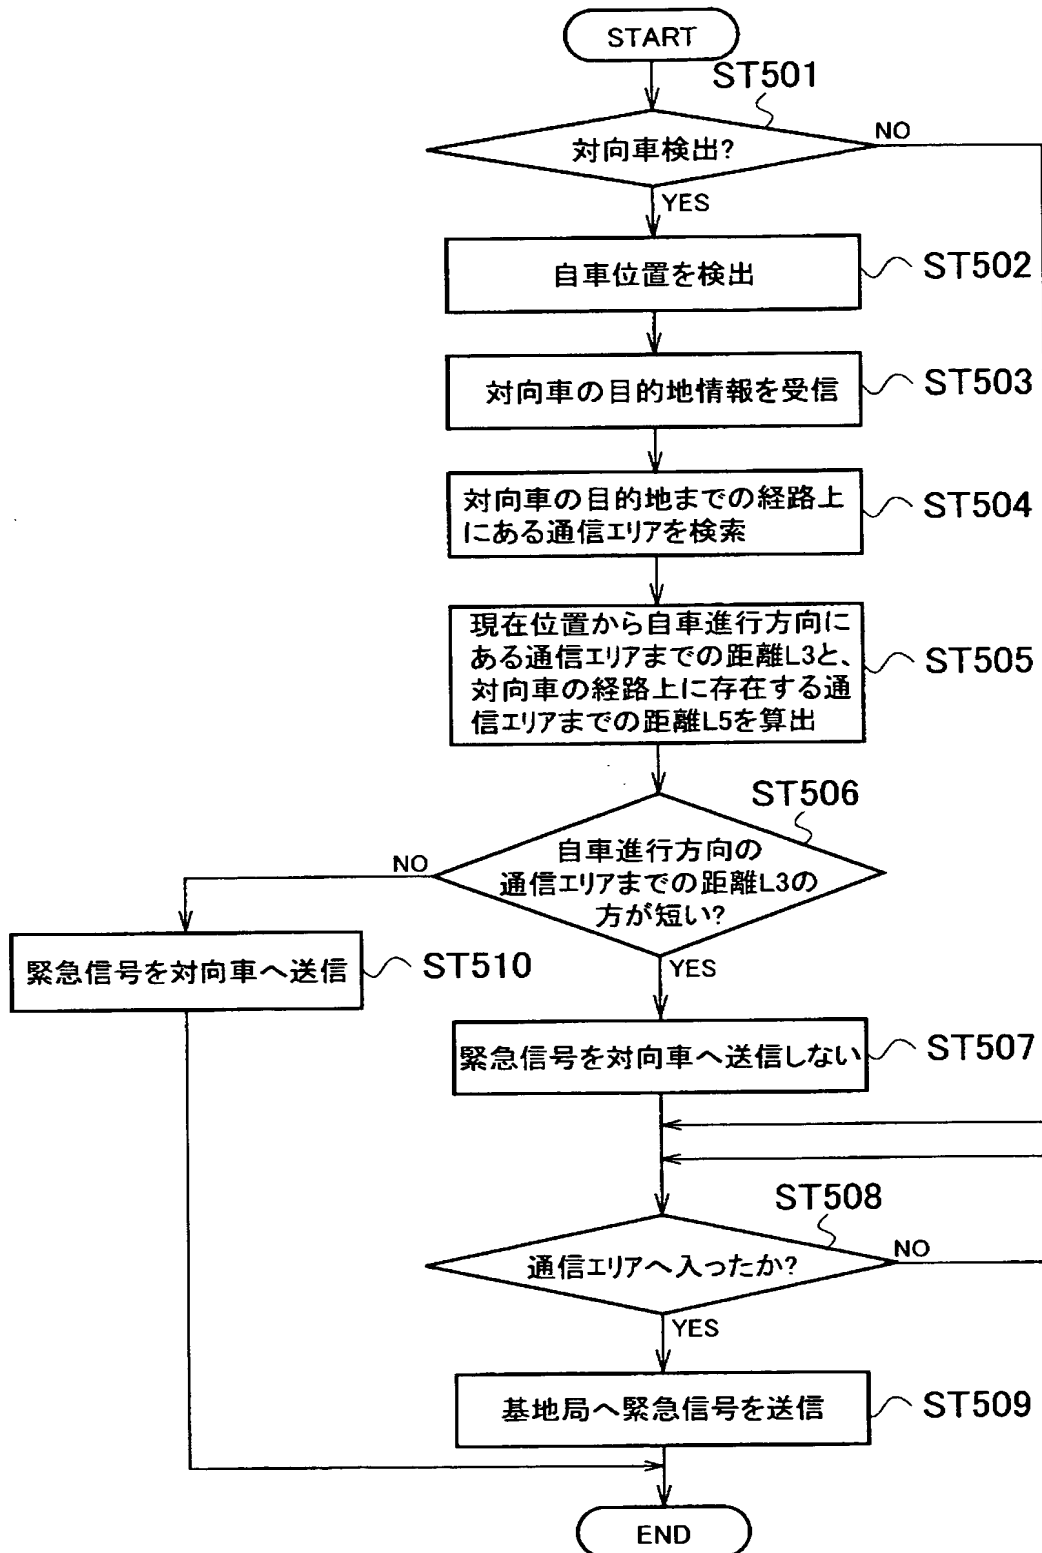 START
ST501
対向車検出?
NO
YES
自車位置を検出
ST502
対向車の目的地情報を受信
ST503
対向車の目的地までの経路上
にある通信エリアを検索
ST504
現在位置から自車進行方向に
ある通信エリアまでの距離L3と、
対向車の経路上に存在する通
信エリアまでの距離L5を算出
ST505
ST506
自車進行方向の
通信エリアまでの距離L3の
方が短い?
NO
YES
緊急信号を対向車へ送信
ST510
緊急信号を対向車へ送信しない
ST507
ST508
通信エリアへ入ったか?
NO
YES
基地局へ緊急信号を送信
ST509
END